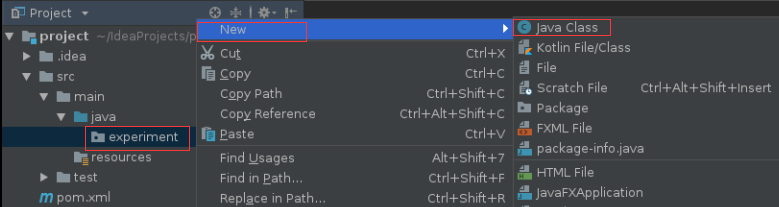 Project
project ~/IdeaProjects/p
.idea
src
main
java
experiment
resources
test
pom.xml
New
Cut Ctrl+X
Copy Ctrl+C
Copy Path Ctrl+Shift+C
Copy Reference Ctrl+Alt+Shift+C
Paste Ctrl+V
Find Usages Alt+Shift+7
Find in Path... Ctrl+Shift+F
Replace in Path... Ctrl+Shift+R
Java Class
Kotlin File/Class
File
Scratch File Ctrl+Alt+Shift+Insert
Package
FXML File
package-info.java
HTML File
JavaFXApplication